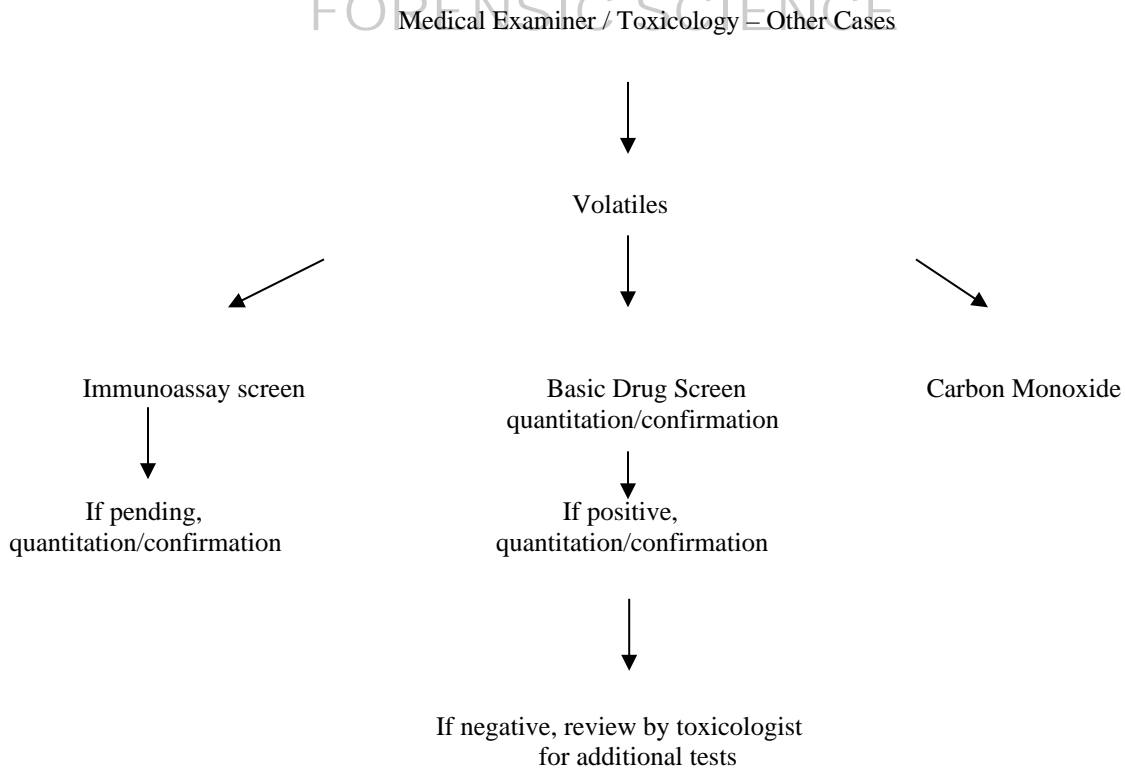 FORENSIC SCIENCE
Medical Examiner / Toxicology – Other Cases
Volatiles
Immunoassay screen
Basic Drug Screen
quantitation/confirmation
Carbon Monoxide
If pending,
quantitation/confirmation
If positive,
quantitation/confirmation
If negative, review by toxicologist
for additional tests